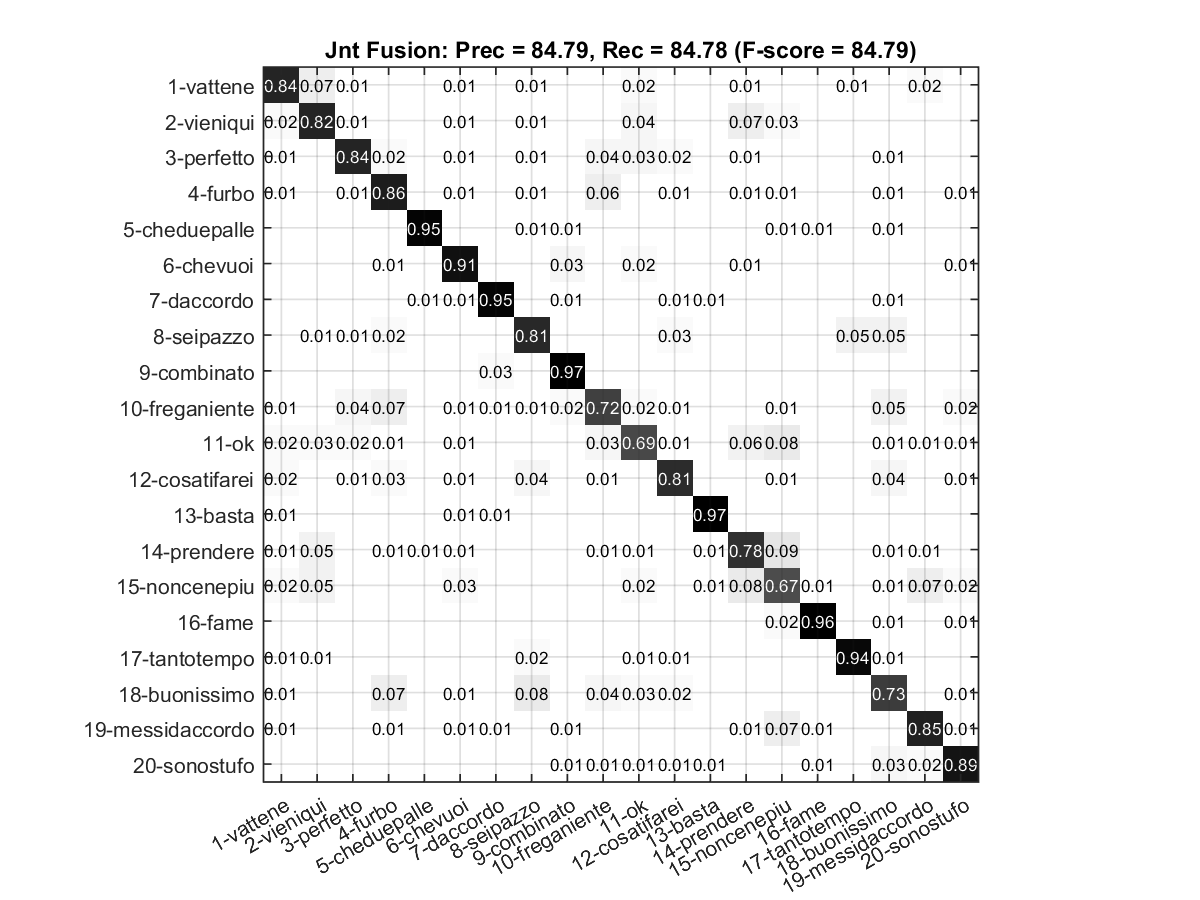 Jnt Fusion: Prec = 84.79, Rec = 84.78 (F-score = 84.79)
1-vattene 0.84 0.07 0.01 0.01 0.01 0.02 0.01 0.01 0.02
2-vieniqui 0.02 0.82 0.01 0.01 0.01 0.04 0.07 0.03
3-perfetto 0.01 0.84 0.02 0.01 0.01 0.04 0.03 0.02 0.01 0.01
4-furbo 0.01 0.01 0.86 0.01 0.01 0.06 0.01 0.01 0.01 0.01 0.01
5-cheduepalle 0.95 0.01 0.01 0.01 0.01 0.01
6-chevuoi 0.01 0.91 0.03 0.02 0.01 0.01
7-daccordo 0.01 0.01 0.95 0.01 0.01 0.01 0.01
8-seipazzo 0.01 0.01 0.02 0.81 0.03 0.05 0.05
9-combinato 0.03 0.97
10-freganiente 0.01 0.04 0.07 0.01 0.01 0.01 0.02 0.72 0.02 0.01 0.01 0.05 0.02
11-ok 0.02 0.03 0.02 0.01 0.01 0.03 0.69 0.01 0.06 0.08 0.01 0.01 0.01
12-cosatifarei 0.02 0.01 0.03 0.01 0.04 0.01 0.81 0.01 0.04 0.01
13-basta 0.01 0.01 0.01 0.97
14-prendere 0.01 0.05 0.01 0.01 0.01 0.01 0.01 0.01 0.78 0.09 0.01 0.01
15-noncenepiu 0.02 0.05 0.03 0.02 0.01 0.08 0.67 0.01 0.01 0.07 0.02
16-fame 0.02 0.96 0.01 0.01
17-tantotempo 0.01 0.01 0.02 0.01 0.01 0.94 0.01
18-buonissimo 0.01 0.07 0.01 0.08 0.04 0.03 0.02 0.73 0.01
19-messidaccordo 0.01 0.01 0.01 0.01 0.01 0.01 0.07 0.01 0.85 0.01
20-sonostufo 0.01 0.01 0.01 0.01 0.01 0.01 0.03 0.02 0.89
1-vattene
2-vieniqui
3-perfetto
4-furbo
5-cheduepalle
6-chevuoi
7-daccordo
8-seipazzo
9-combinato
10-freganiente
11-ok
12-cosatifarei
13-basta
14-prendere
15-noncenepiu
16-fame
17-tantotempo
18-buonissimo
19-messidaccordo
20-sonostufo